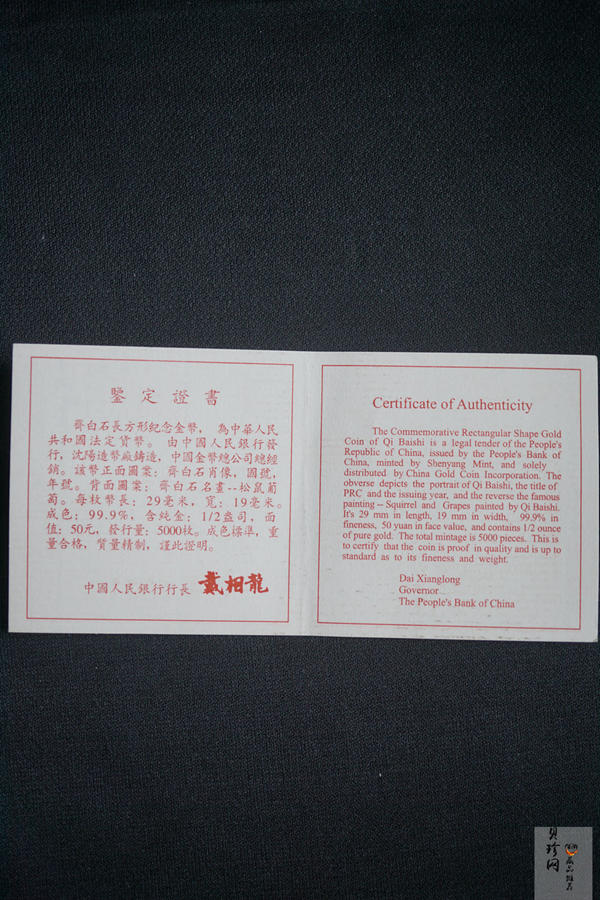 鑒定證書
齊白石長方形紀念金幣， 為中華人民
共和國法定貨幣。 由中國人民銀行發
行，沈陽造幣廠鑄造，中國金幣總公司總經
銷。該幣正面圖案：齊白石肖像，國號，
年號。背面圖案：齊白石名畫--松鼠葡
萄。每枚幣長：29毫米，寬：19毫米。
成色：99.9%，含純金：1/2盎司，面
值：50元，發行量：5000枚。成色標準，重
量合格，質量精制，謹此證明。
中國人民銀行行長 戴相龍
Certificate of Authenticity
The Commemorative Rectangular Shape Gold
Coin of Qi Baishi is a legal tender of the People's
Republic of China, issued by the People's Bank of
China, minted by Shenyang Mint, and solely
distributed by China Gold Coin Incorporation. The
obverse depicts the portrait of Qi Baishi, the title of
PRC and the issuing year, and the reverse the famous
painting -- Squirrel and Grapes painted by Qi Baishi.
It's 29 mm in length, 19 mm in width, 99.9% in
fineness, 50 yuan in face value, and contains 1/2 ounce
of pure gold. The total mintage is 5000 pieces. This is
to certify that the coin is proof in quality and is up to
standard as to its fineness and weight.
Dai Xianglong
Governor
The People's Bank of China
贝珍网